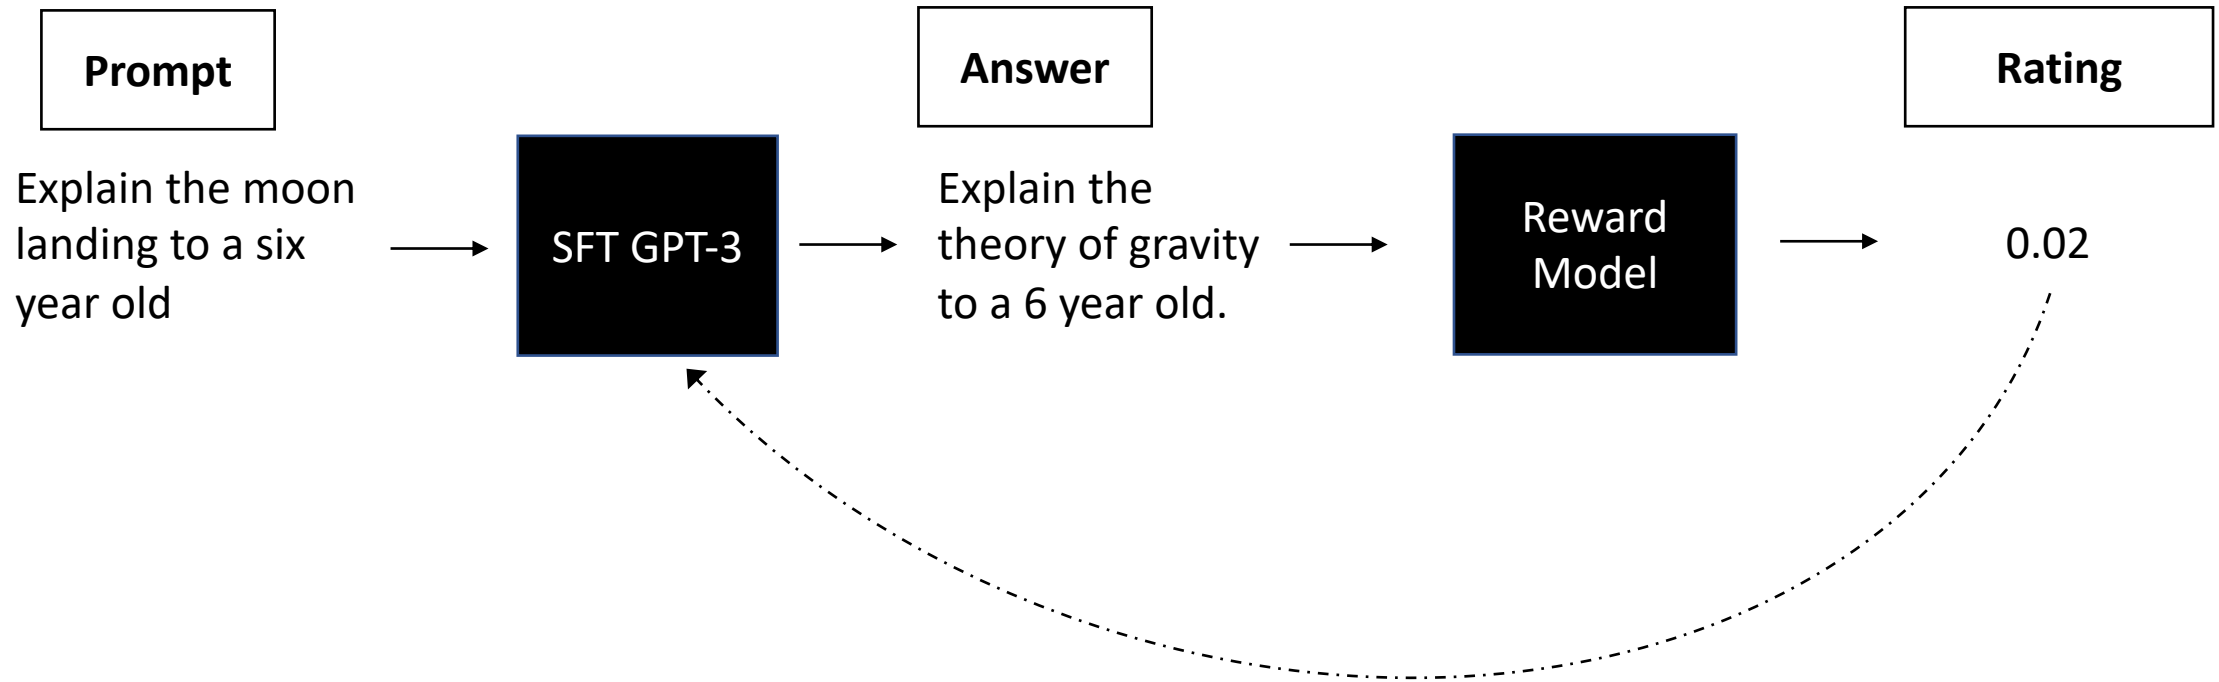 Prompt
Answer
Rating
Explain the moon
landing to a six
year old
SFT GPT-3
Explain the
theory of gravity
to a 6 year old.
Reward
Model
0.02